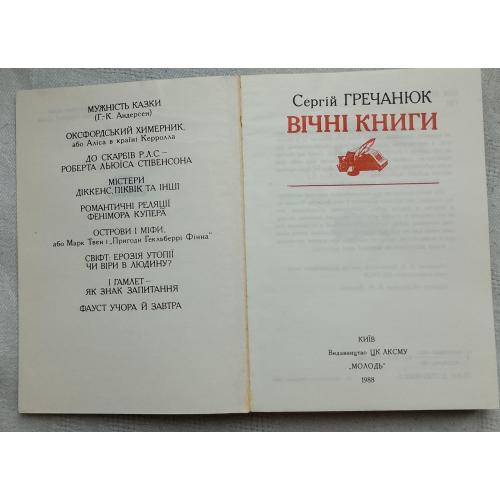 МУЖНІСТЬ КАЗКИ
(Г.-К. Андерсен)
ОКСФОРДСЬКИЙ ХИМЕРНИК,
або Аліса в країні Керролла
ДО СКАРБІВ Р.Л.С.—
РОБЕРТА ЛЬЮЇСА СТІВЕНСОНА
МІСТЕРИ
ДІККЕНС, ПІКВІК ТА ІНШІ
РОМАНТИЧНІ РЕЛЯЦІЇ
ФЕНІМОРА КУПЕРА
ОСТРОВИ І МІФИ,
або Марк Твен і „Пригоди Гекльберрі Фінна"
СВІФТ: ЕРОЗІЯ УТОПІЇ
ЧИ ВІРИ В ЛЮДИНУ?
І ГАМЛЕТ—
ЯК ЗНАК ЗАПИТАННЯ
ФАУСТ УЧОРА Й ЗАВТРА
Сергій ГРЕЧАНЮК
ВІЧНІ КНИГИ
КИЇВ
Видавництво ЦК ЛКСМУ
„МОЛОДЬ"
1988